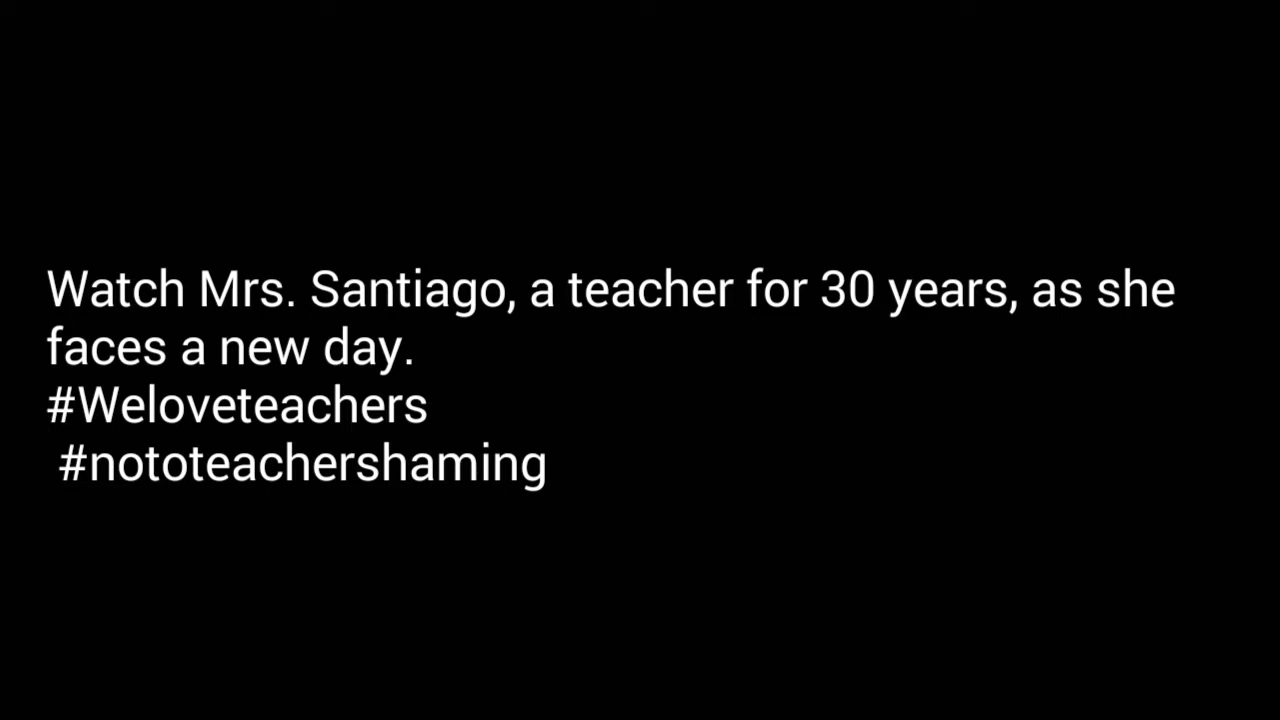 Watch Mrs. Santiago, a teacher for 30 years, as she
faces a new day.
#Weloveteachers
#nototeachershaming